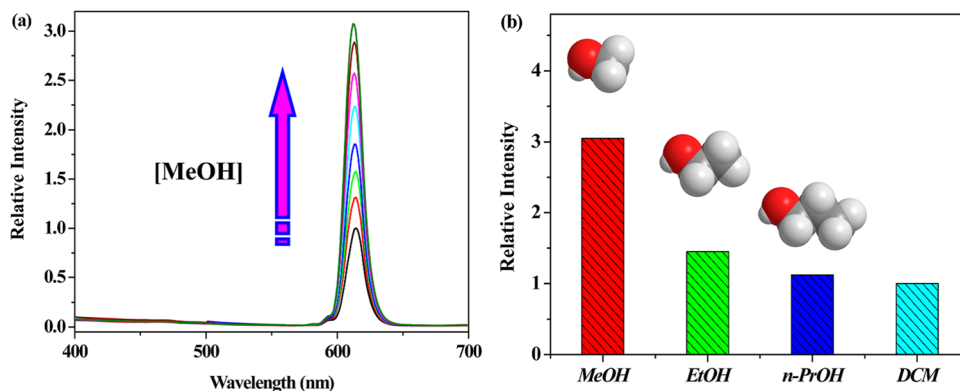 (a)
3.0
2.5
2.0
1.5
1.0
0.5
0.0
Relative Intensity
[MeOH]
400
500
600
700
Wavelength (nm)
(b)
4
3
2
1
0
Relative Intensity
MeOH
EtOH
n-PrOH
DCM